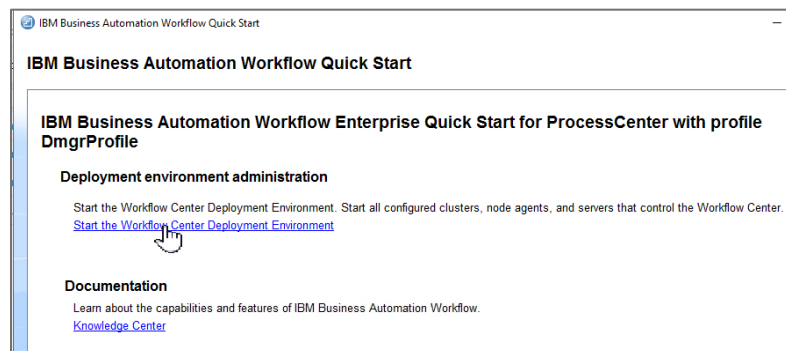 IBM Business Automation Workflow Quick Start
IBM Business Automation Workflow Quick Start
IBM Business Automation Workflow Enterprise Quick Start for ProcessCenter with profile
DmgrProfile
Deployment environment administration
Start the Workflow Center Deployment Environment. Start all configured clusters, node agents, and servers that control the Workflow Center.
Start the Workflow Center Deployment Environment
Documentation
Learn about the capabilities and features of IBM Business Automation Workflow.
Knowledge Center